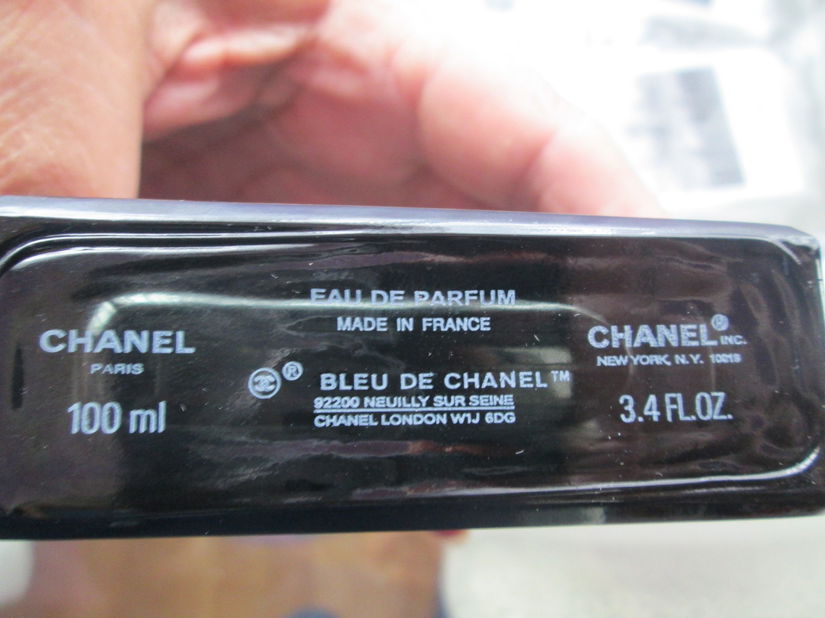 EAU DE PARFUM
MADE IN FRANCE
CHANEL
PARIS
100 ml
® BLEU DE CHANEL™
92200 NEUILLY SUR SEINE
CHANEL LONDON W1J 6DG
CHANEL® INC.
NEW YORK, N.Y. 10019
3.4 FL.OZ.